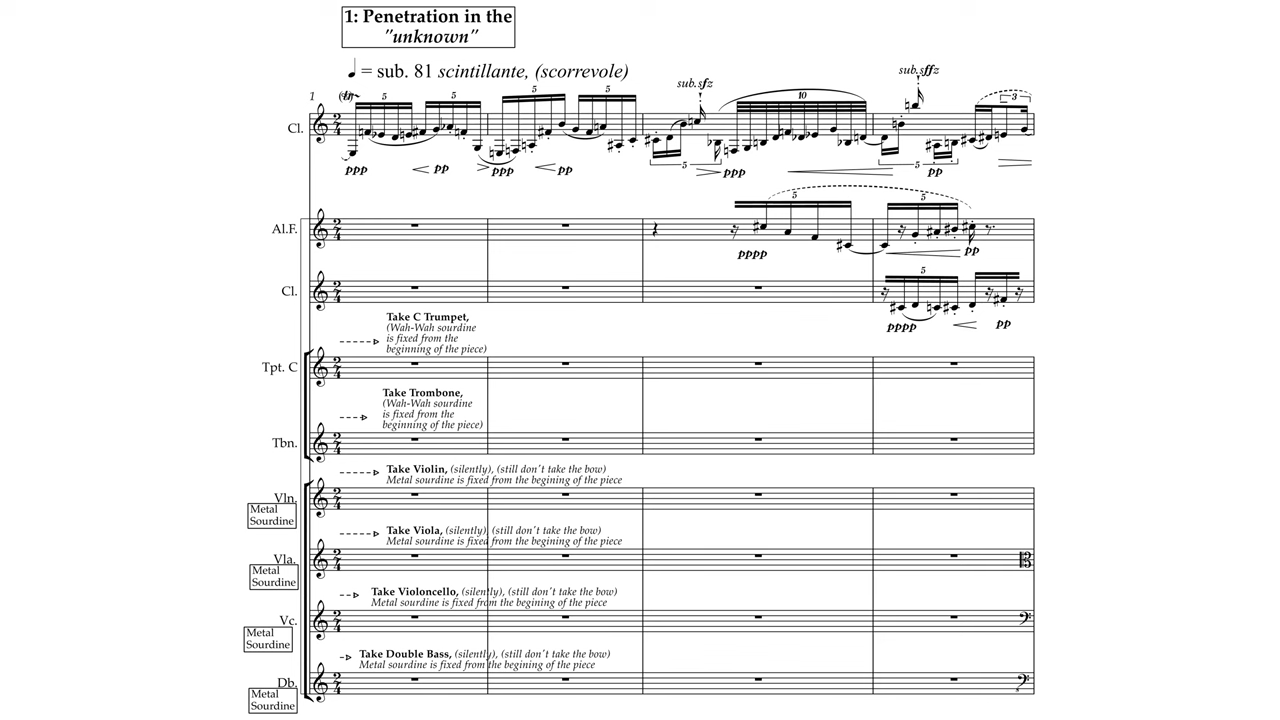 1: Penetration in the
"unknown"
= sub. 81 scintillante, (scorrevole)
1
5
5
5
5
sub.sfz
10
sub.sffz
3
Cl.
5
5
ppp
pp
ppp
pp
ppp
pp
5
5
Al.F.
pppp
pp
5
Cl.
pppp
pp
Take C Trumpet,
(Wah-Wah sourdine
is fixed from the
beginning of the piece)
Tpt. C
Take Trombone,
(Wah-Wah sourdine
is fixed from the
beginning of the piece)
Tbn.
Take Violin, (silently), (still don't take the bow)
Metal sourdine is fixed from the begining of the piece
Vln.
Metal
Sourdine
Take Viola, (silently), (still don't take the bow)
Metal sourdine is fixed from the begining of the piece
Vla.
Metal
Sourdine
Take Violoncello, (silently), (still don't take the bow)
Metal sourdine is fixed from the begining of the piece
Vc.
Metal
Sourdine
Take Double Bass, (silently), (still don't take the bow)
Metal sourdine is fixed from the begining of the piece
Db.
Metal
Sourdine